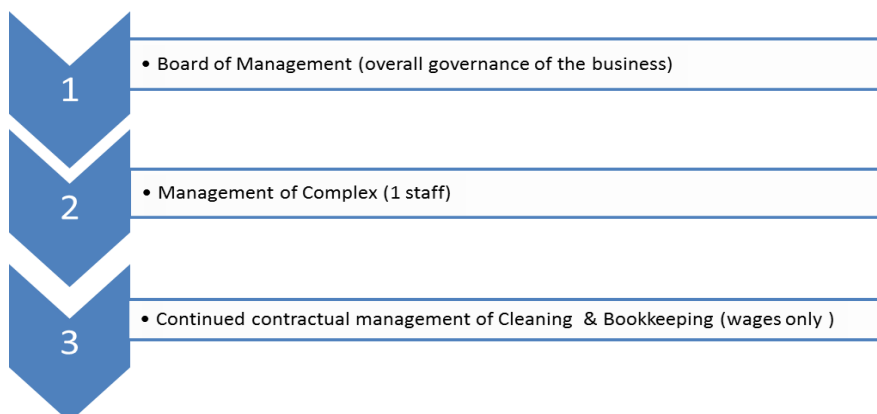 1
• Board of Management (overall governance of the business)
2
• Management of Complex (1 staff)
3
• Continued contractual management of Cleaning & Bookkeeping (wages only )